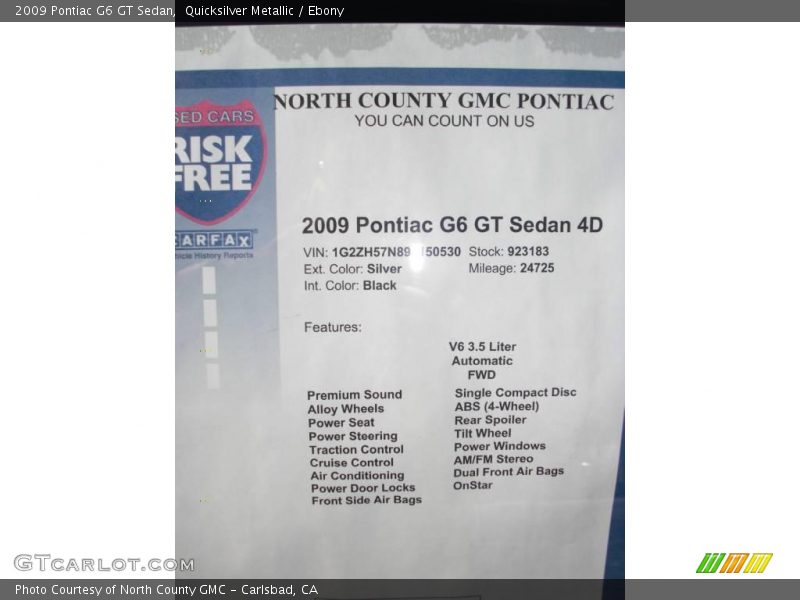 2009 Pontiac G6 GT Sedan, Quicksilver Metallic / Ebony
NORTH COUNTY GMC PONTIAC
YOU CAN COUNT ON US
SED CARS
RISK
FREE
CARFAX
hicle History Reports
2009 Pontiac G6 GT Sedan 4D
VIN: 1G2ZH57N89 150530 Stock: 923183
Ext. Color: Silver Mileage: 24725
Int. Color: Black
Features:
V6 3.5 Liter
Automatic
FWD
Premium Sound Single Compact Disc
Alloy Wheels ABS (4-Wheel)
Power Seat Rear Spoiler
Power Steering Tilt Wheel
Traction Control Power Windows
Cruise Control AM/FM Stereo
Air Conditioning Dual Front Air Bags
Power Door Locks OnStar
Front Side Air Bags
GTCARLOT.COM
Photo Courtesy of North County GMC - Carlsbad, CA